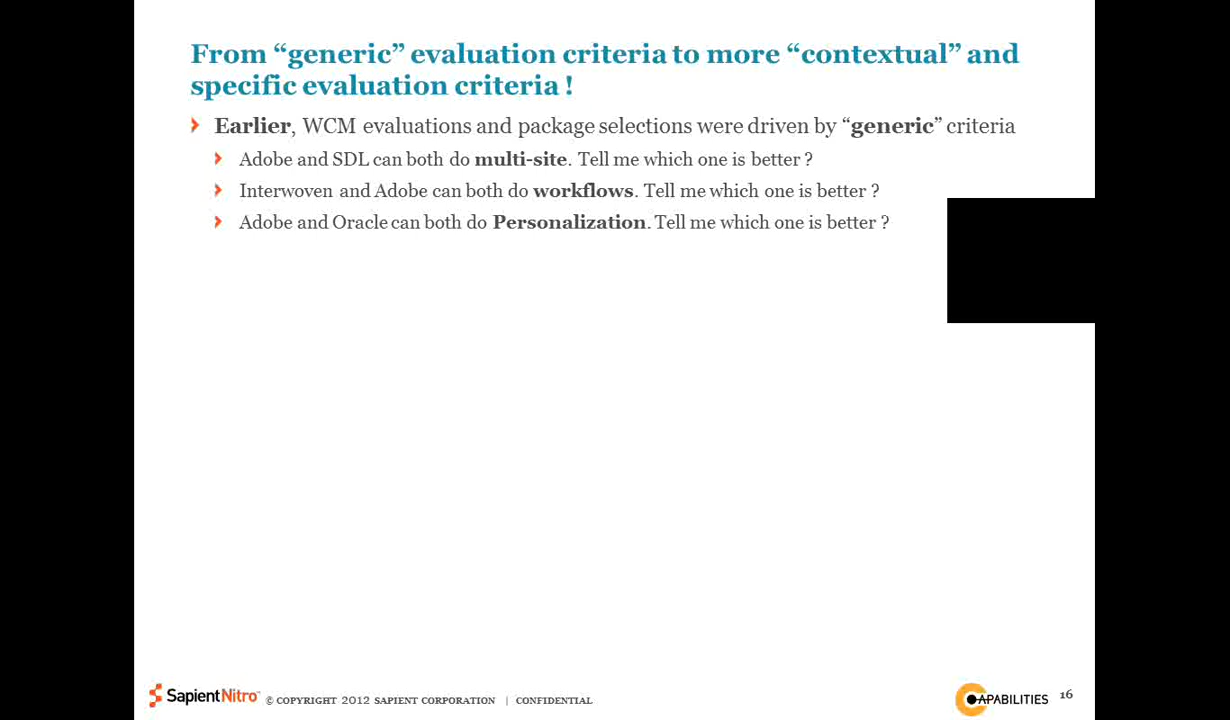 From “generic” evaluation criteria to more “contextual” and
specific evaluation criteria !
Earlier, WCM evaluations and package selections were driven by “generic” criteria
Adobe and SDL can both do multi-site. Tell me which one is better ?
Interwoven and Adobe can both do workflows. Tell me which one is better ?
Adobe and Oracle can both do Personalization. Tell me which one is better ?
SapientNitro © COPYRIGHT 2012 SAPIENT CORPORATION | CONFIDENTIAL CAPABILITIES 16